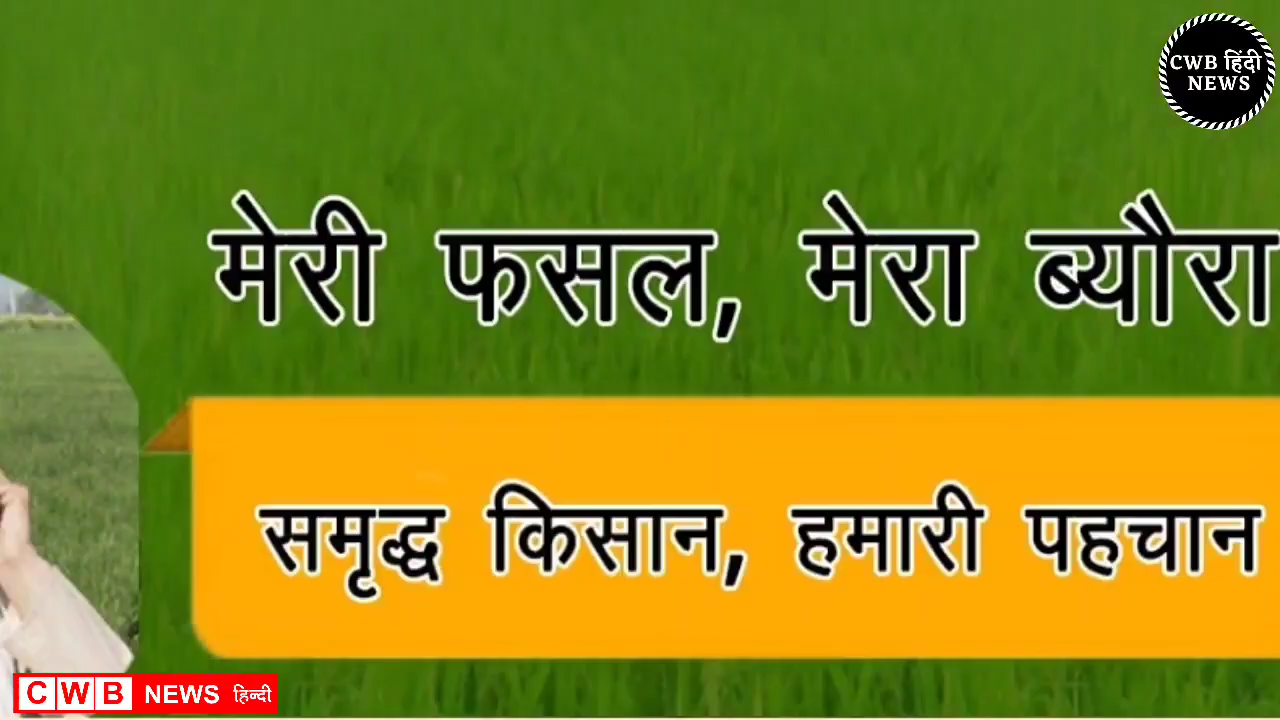 CWB हिंदी
NEWS
मेरी फसल, मेरा ब्यौरा
समृद्ध किसान, हमारी पहचान
CWB NEWS हिन्दी